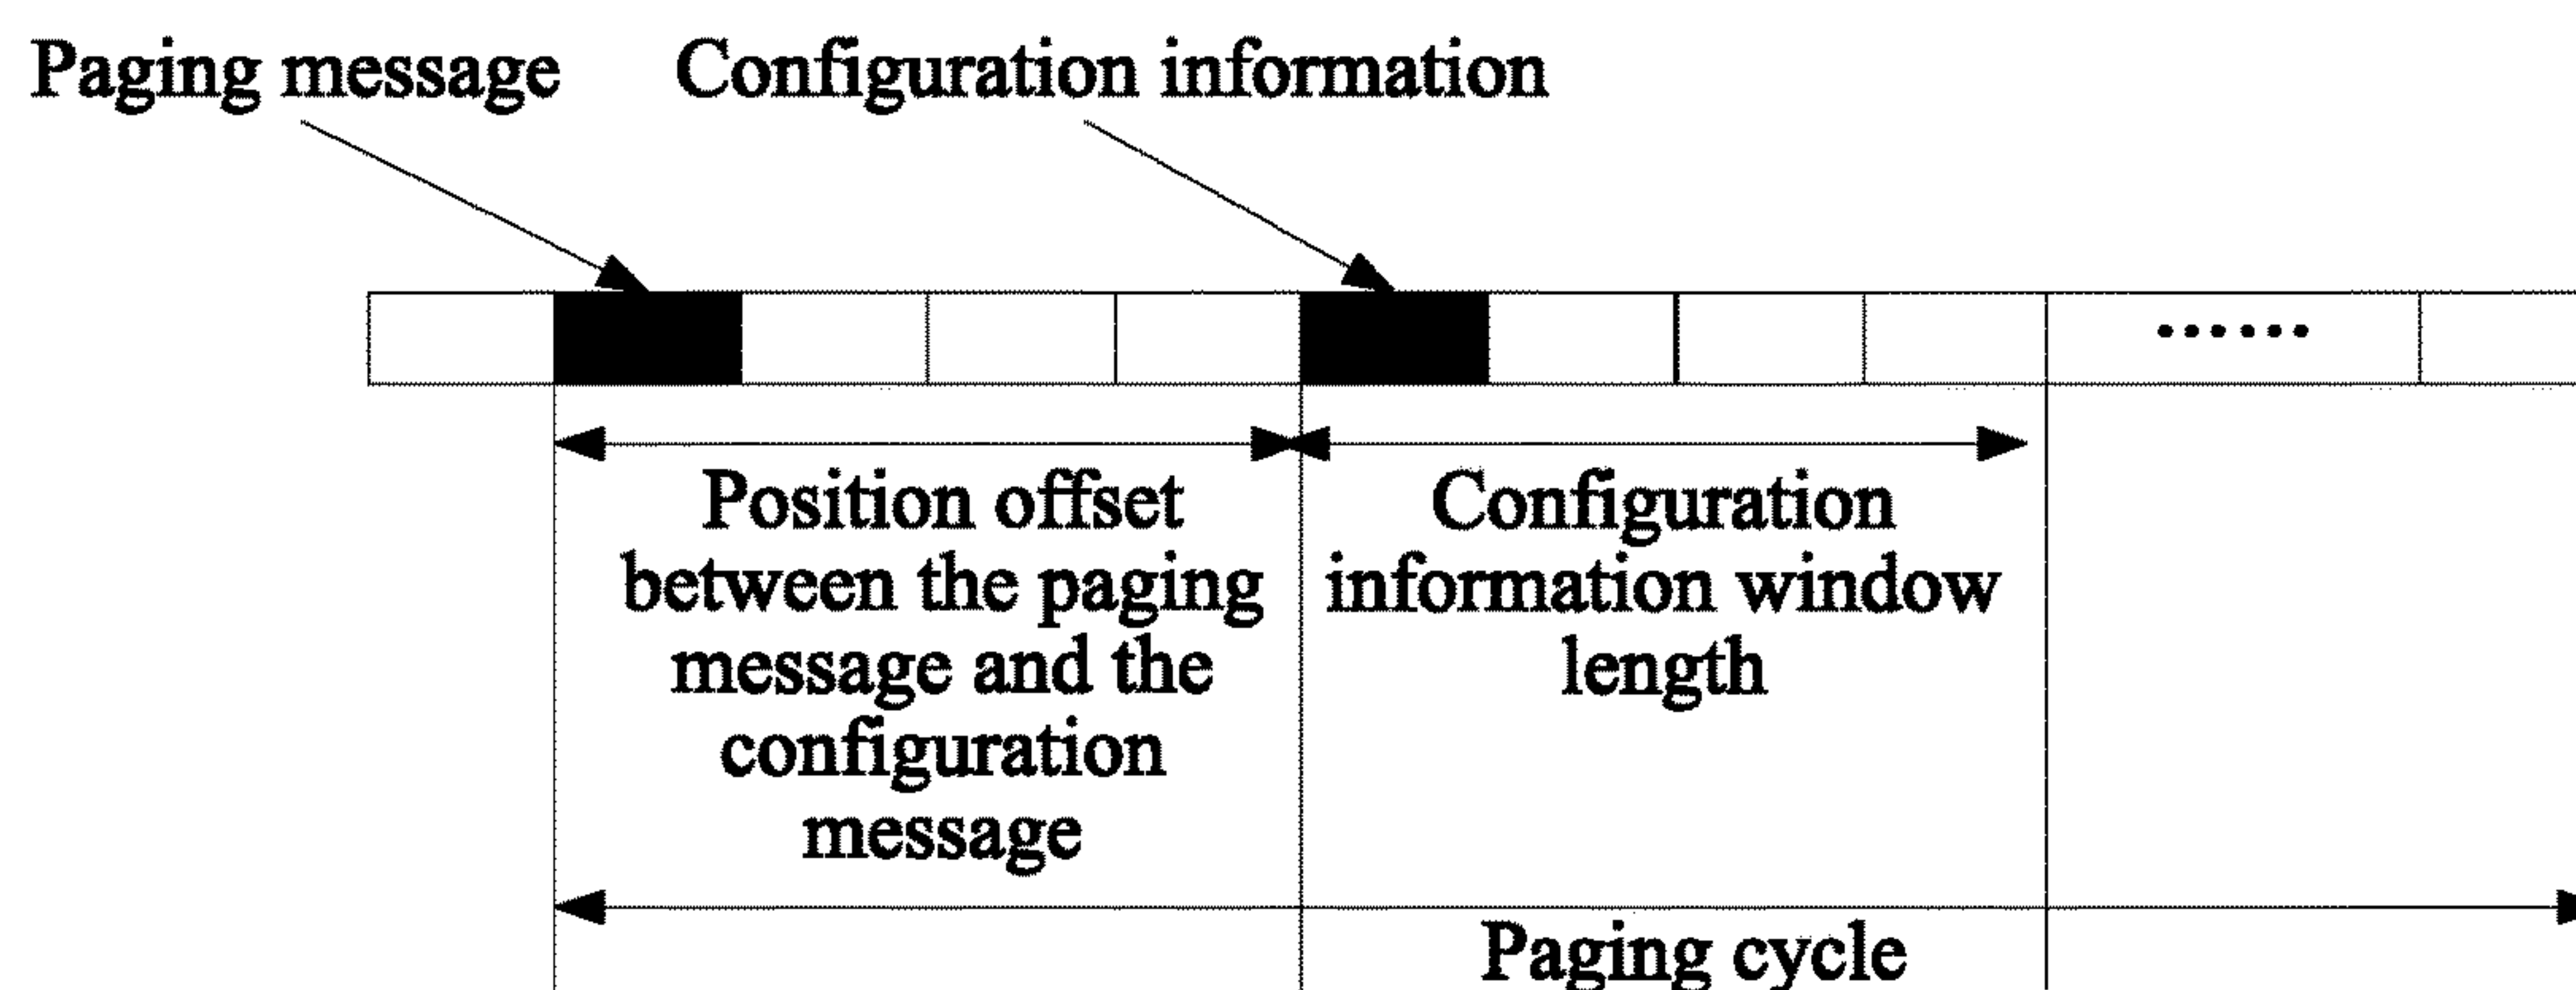 Paging message
Configuration information
......
Position offset
between the paging
message and the
configuration
message
Configuration
information window
length
Paging cycle